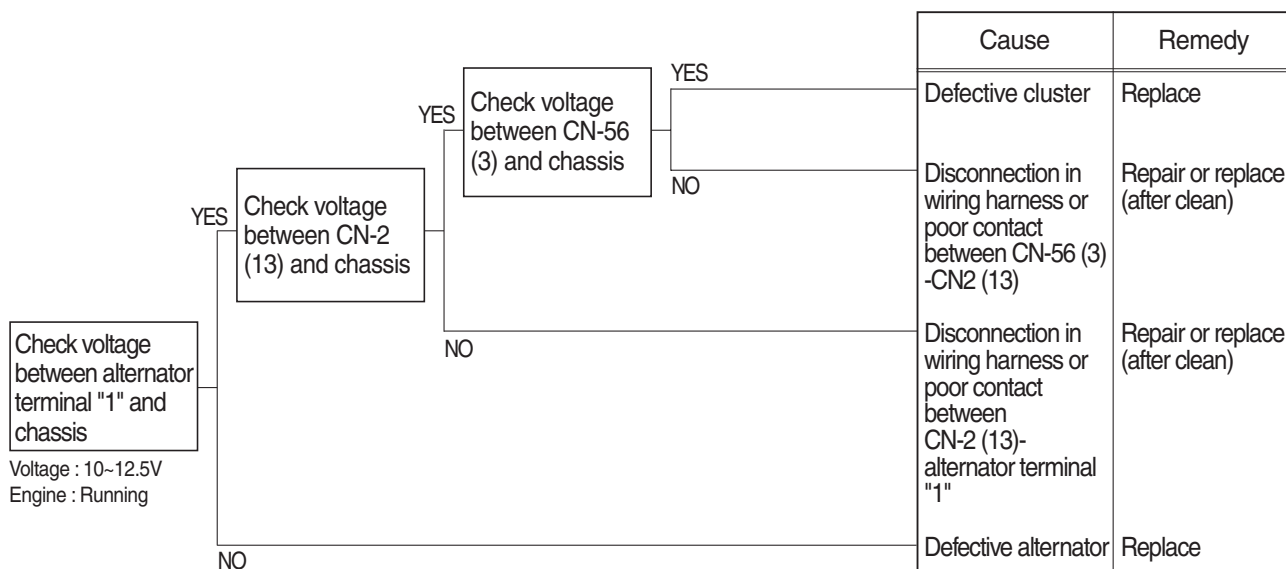 Check voltage
between alternator
terminal "1" and
chassis
Voltage : 10~12.5V
Engine : Running
YES
NO
Check voltage
between CN-2
(13) and chassis
YES
NO
Check voltage
between CN-56
(3) and chassis
YES
NO
Cause
Remedy
Defective cluster
Replace
Disconnection in
wiring harness or
poor contact
between CN-56 (3)
-CN2 (13)
Repair or replace
(after clean)
Disconnection in
wiring harness or
poor contact
between
CN-2 (13)-
alternator terminal
"1"
Repair or replace
(after clean)
Defective alternator
Replace